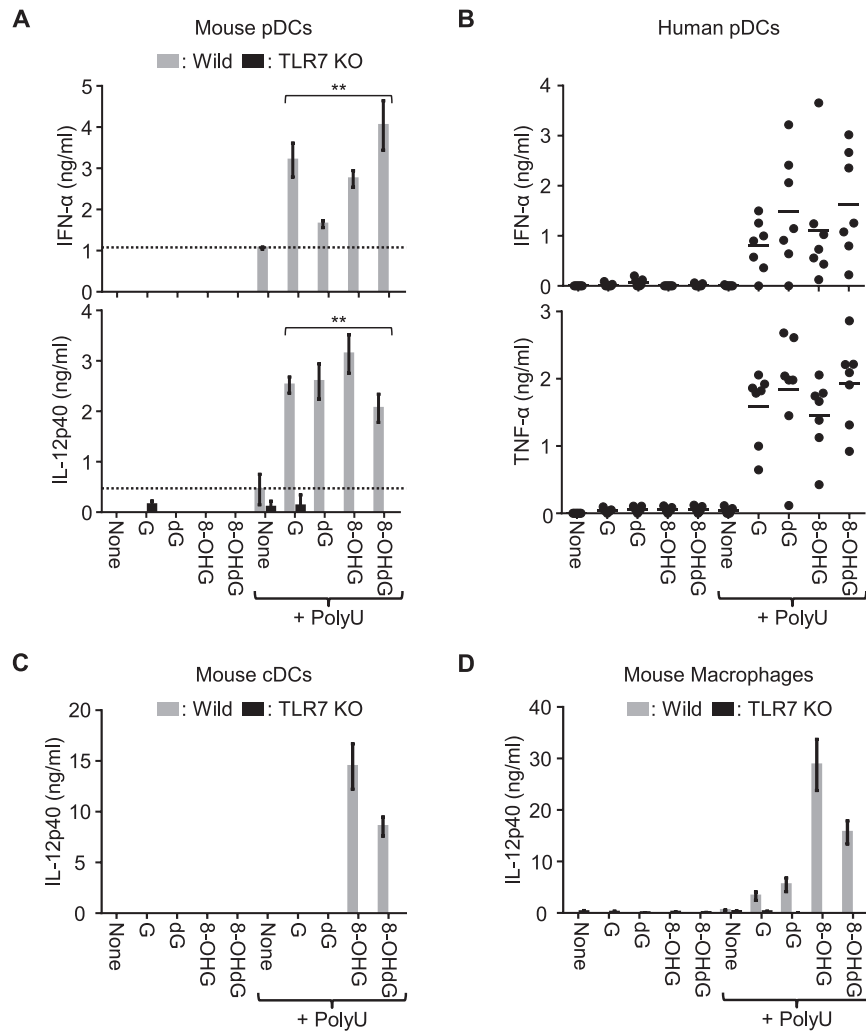 A
Mouse pDCs
: Wild : TLR7 KO
IFN-α (ng/ml)
5
4
3
2
1
0
**
IL-12p40 (ng/ml)
4
3
2
1
0
**
None
G
dG
8-OHG
8-OHdG
None
G
dG
8-OHG
8-OHdG
+ PolyU
B
Human pDCs
IFN-α (ng/ml)
4
3
2
1
0
TNF-α (ng/ml)
3
2
1
0
None
G
dG
8-OHG
8-OHdG
None
G
dG
8-OHG
8-OHdG
+ PolyU
C
Mouse cDCs
: Wild : TLR7 KO
IL-12p40 (ng/ml)
20
15
10
5
0
None
G
dG
8-OHG
8-OHdG
None
G
dG
8-OHG
8-OHdG
+ PolyU
D
Mouse Macrophages
: Wild : TLR7 KO
IL-12p40 (ng/ml)
40
30
20
10
0
None
G
dG
8-OHG
8-OHdG
None
G
dG
8-OHG
8-OHdG
+ PolyU